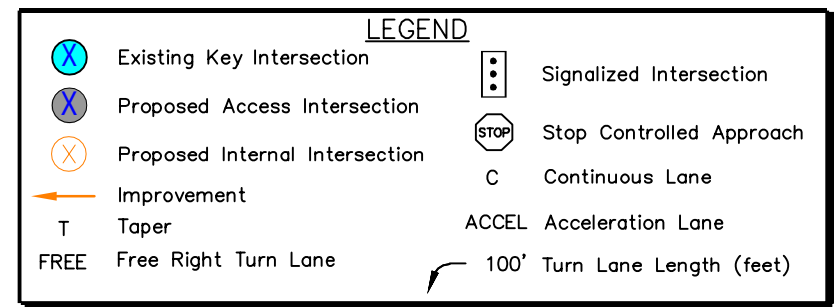 LEGEND
X Existing Key Intersection
X Proposed Access Intersection
X Proposed Internal Intersection
Improvement
T Taper
FREE Free Right Turn Lane
Signalized Intersection
STOP Stop Controlled Approach
C Continuous Lane
ACCEL Acceleration Lane
100' Turn Lane Length (feet)